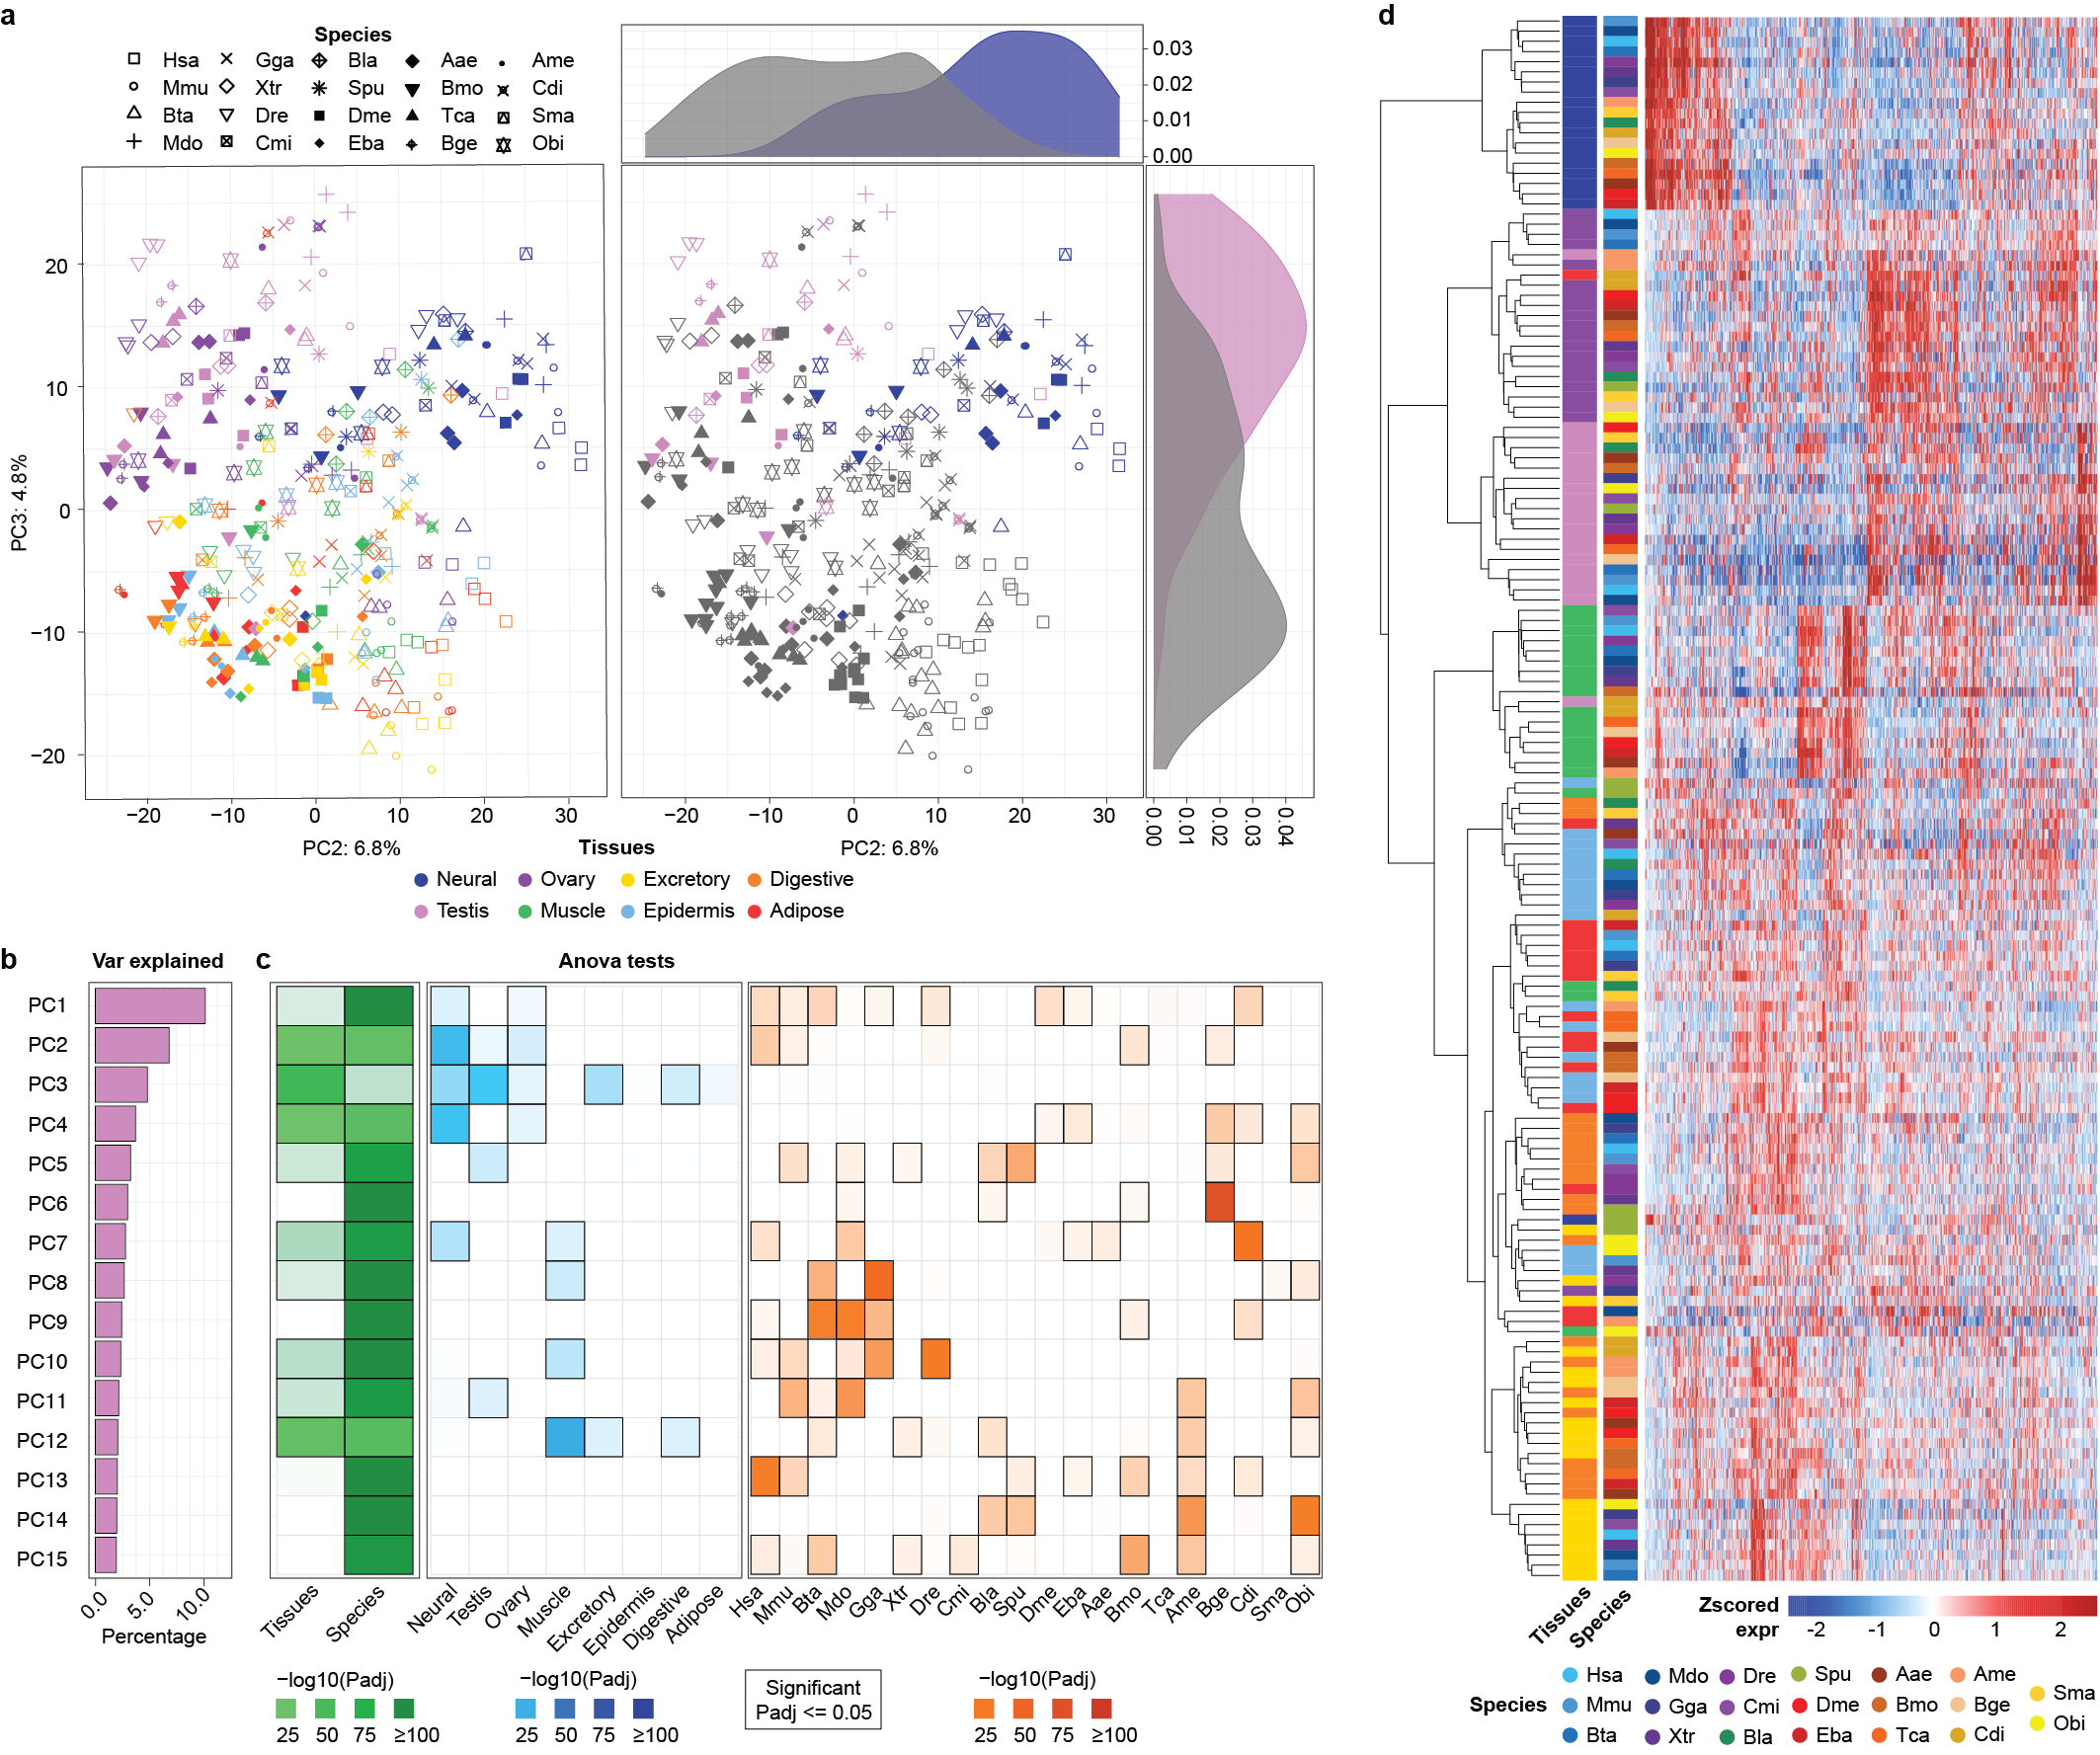 a
Species
Hsa Gga Bla Aae Ame
Mmu Xtr Spu Bmo Cdi
Bta Dre Dme Tca Sma
Mdo Cmi Eba Bge Obi
0.03
0.02
0.01
0.00
20
10
0
−10
−20
PC3: 4.8%
−20 −10 0 10 20 30
PC2: 6.8%
−20 −10 0 10 20 30
PC2: 6.8%
0.00 0.01 0.02 0.03 0.04
Tissues
Neural Ovary Excretory Digestive
Testis Muscle Epidermis Adipose
b
Var explained
PC1
PC2
PC3
PC4
PC5
PC6
PC7
PC8
PC9
PC10
PC11
PC12
PC13
PC14
PC15
0.0 5.0 10.0
Percentage
c
Anova tests
Tissues Species
Neural Testis Ovary Muscle Excretory Epidermis Digestive Adipose
Hsa Mmu Bta Mdo Gga Xtr Dre Cmi Bla Spu Dme Eba Aae Bmo Tca Ame Bge Cdi Sma Obi
−log10(Padj)
25 50 75 ≥100
−log10(Padj)
25 50 75 ≥100
Significant
Padj <= 0.05
−log10(Padj)
25 50 75 ≥100
d
Tissues Species
Zscored
expr
-2 -1 0 1 2
Species
Hsa Mdo Dre Spu Aae Ame Sma
Mmu Gga Cmi Dme Bmo Bge Obi
Bta Xtr Bla Eba Tca Cdi